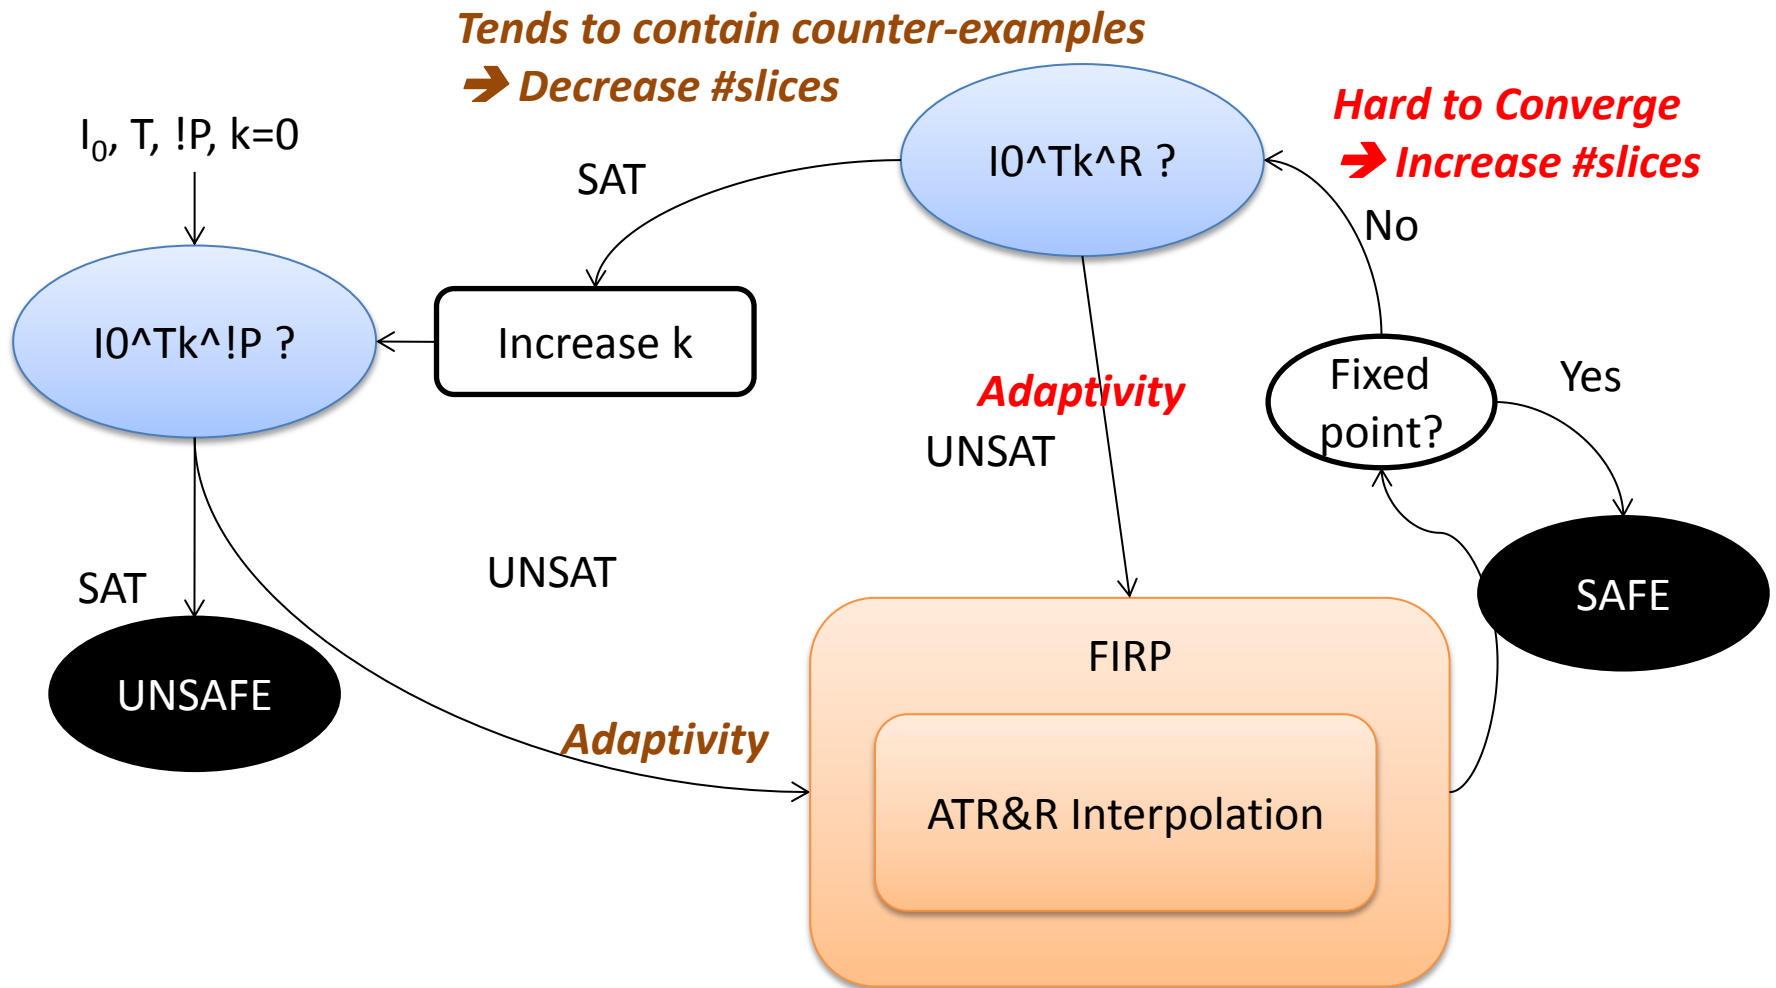 Tends to contain counter-examples
➔ Decrease #slices
Hard to Converge
➔ Increase #slices
I₀, T, !P, k=0
SAT
I0^Tk^R ?
No
I0^Tk^!P ?
Increase k
Adaptivity
UNSAT
Fixed
point?
Yes
SAT
UNSAT
SAFE
UNSAFE
FIRP
Adaptivity
ATR&R Interpolation